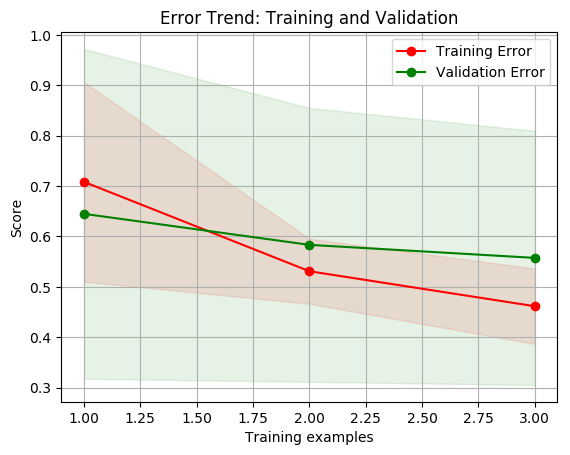 Error Trend: Training and Validation
Training Error
Validation Error
Score
1.0
0.9
0.8
0.7
0.6
0.5
0.4
0.3
1.00 1.25 1.50 1.75 2.00 2.25 2.50 2.75 3.00
Training examples